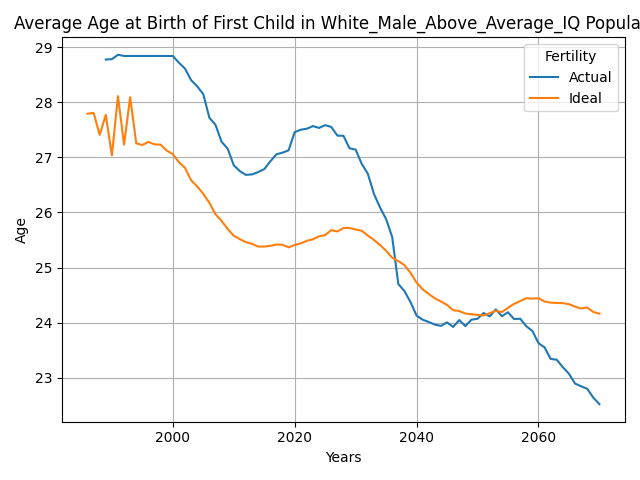 Average Age at Birth of First Child in White_Male_Above_Average_IQ Popula
29
28
27
26
25
24
23
Age
2000
2020
2040
2060
Years
Fertility
Actual
Ideal